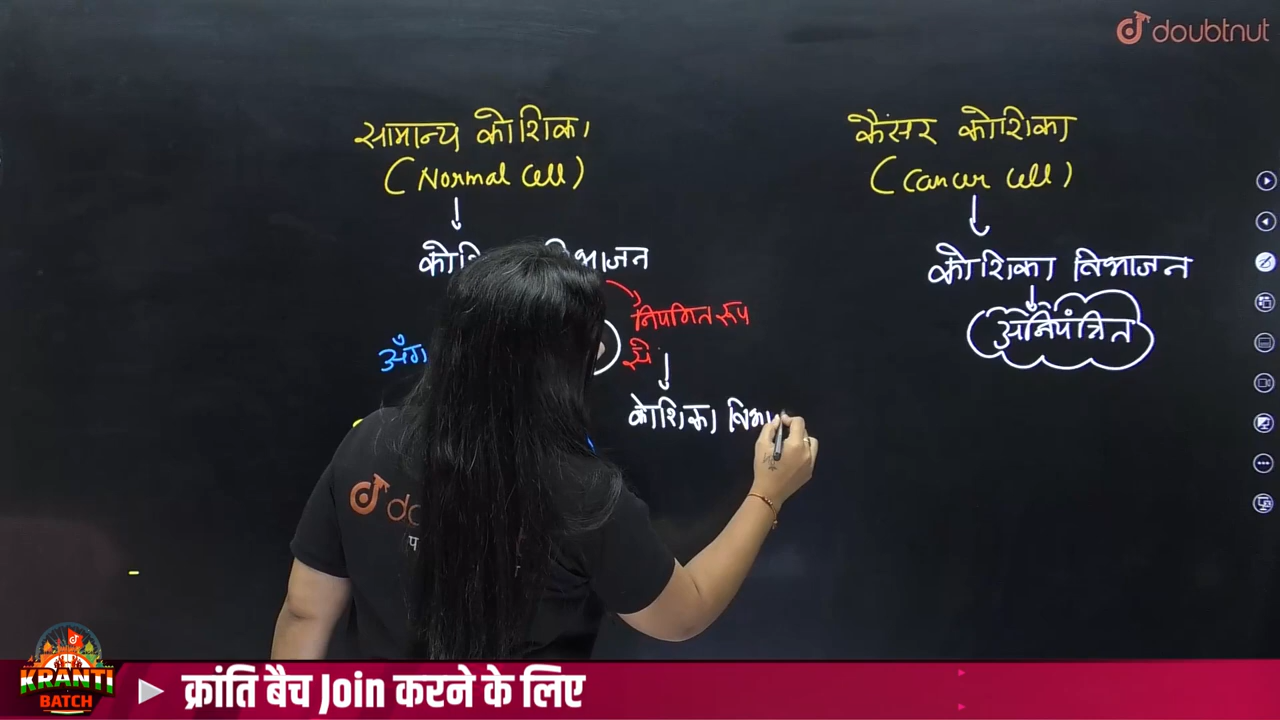 doubtnut
सामान्य कोशिका
(Normal cell)
विभाजन
नियमित रूप
से
कोशिका
कैंसर कोशिका
(Cancer cell)
कोशिका विभाजन
अनियंत्रित
KRANTI
BATCH
क्रांति बैच Join करने के लिए